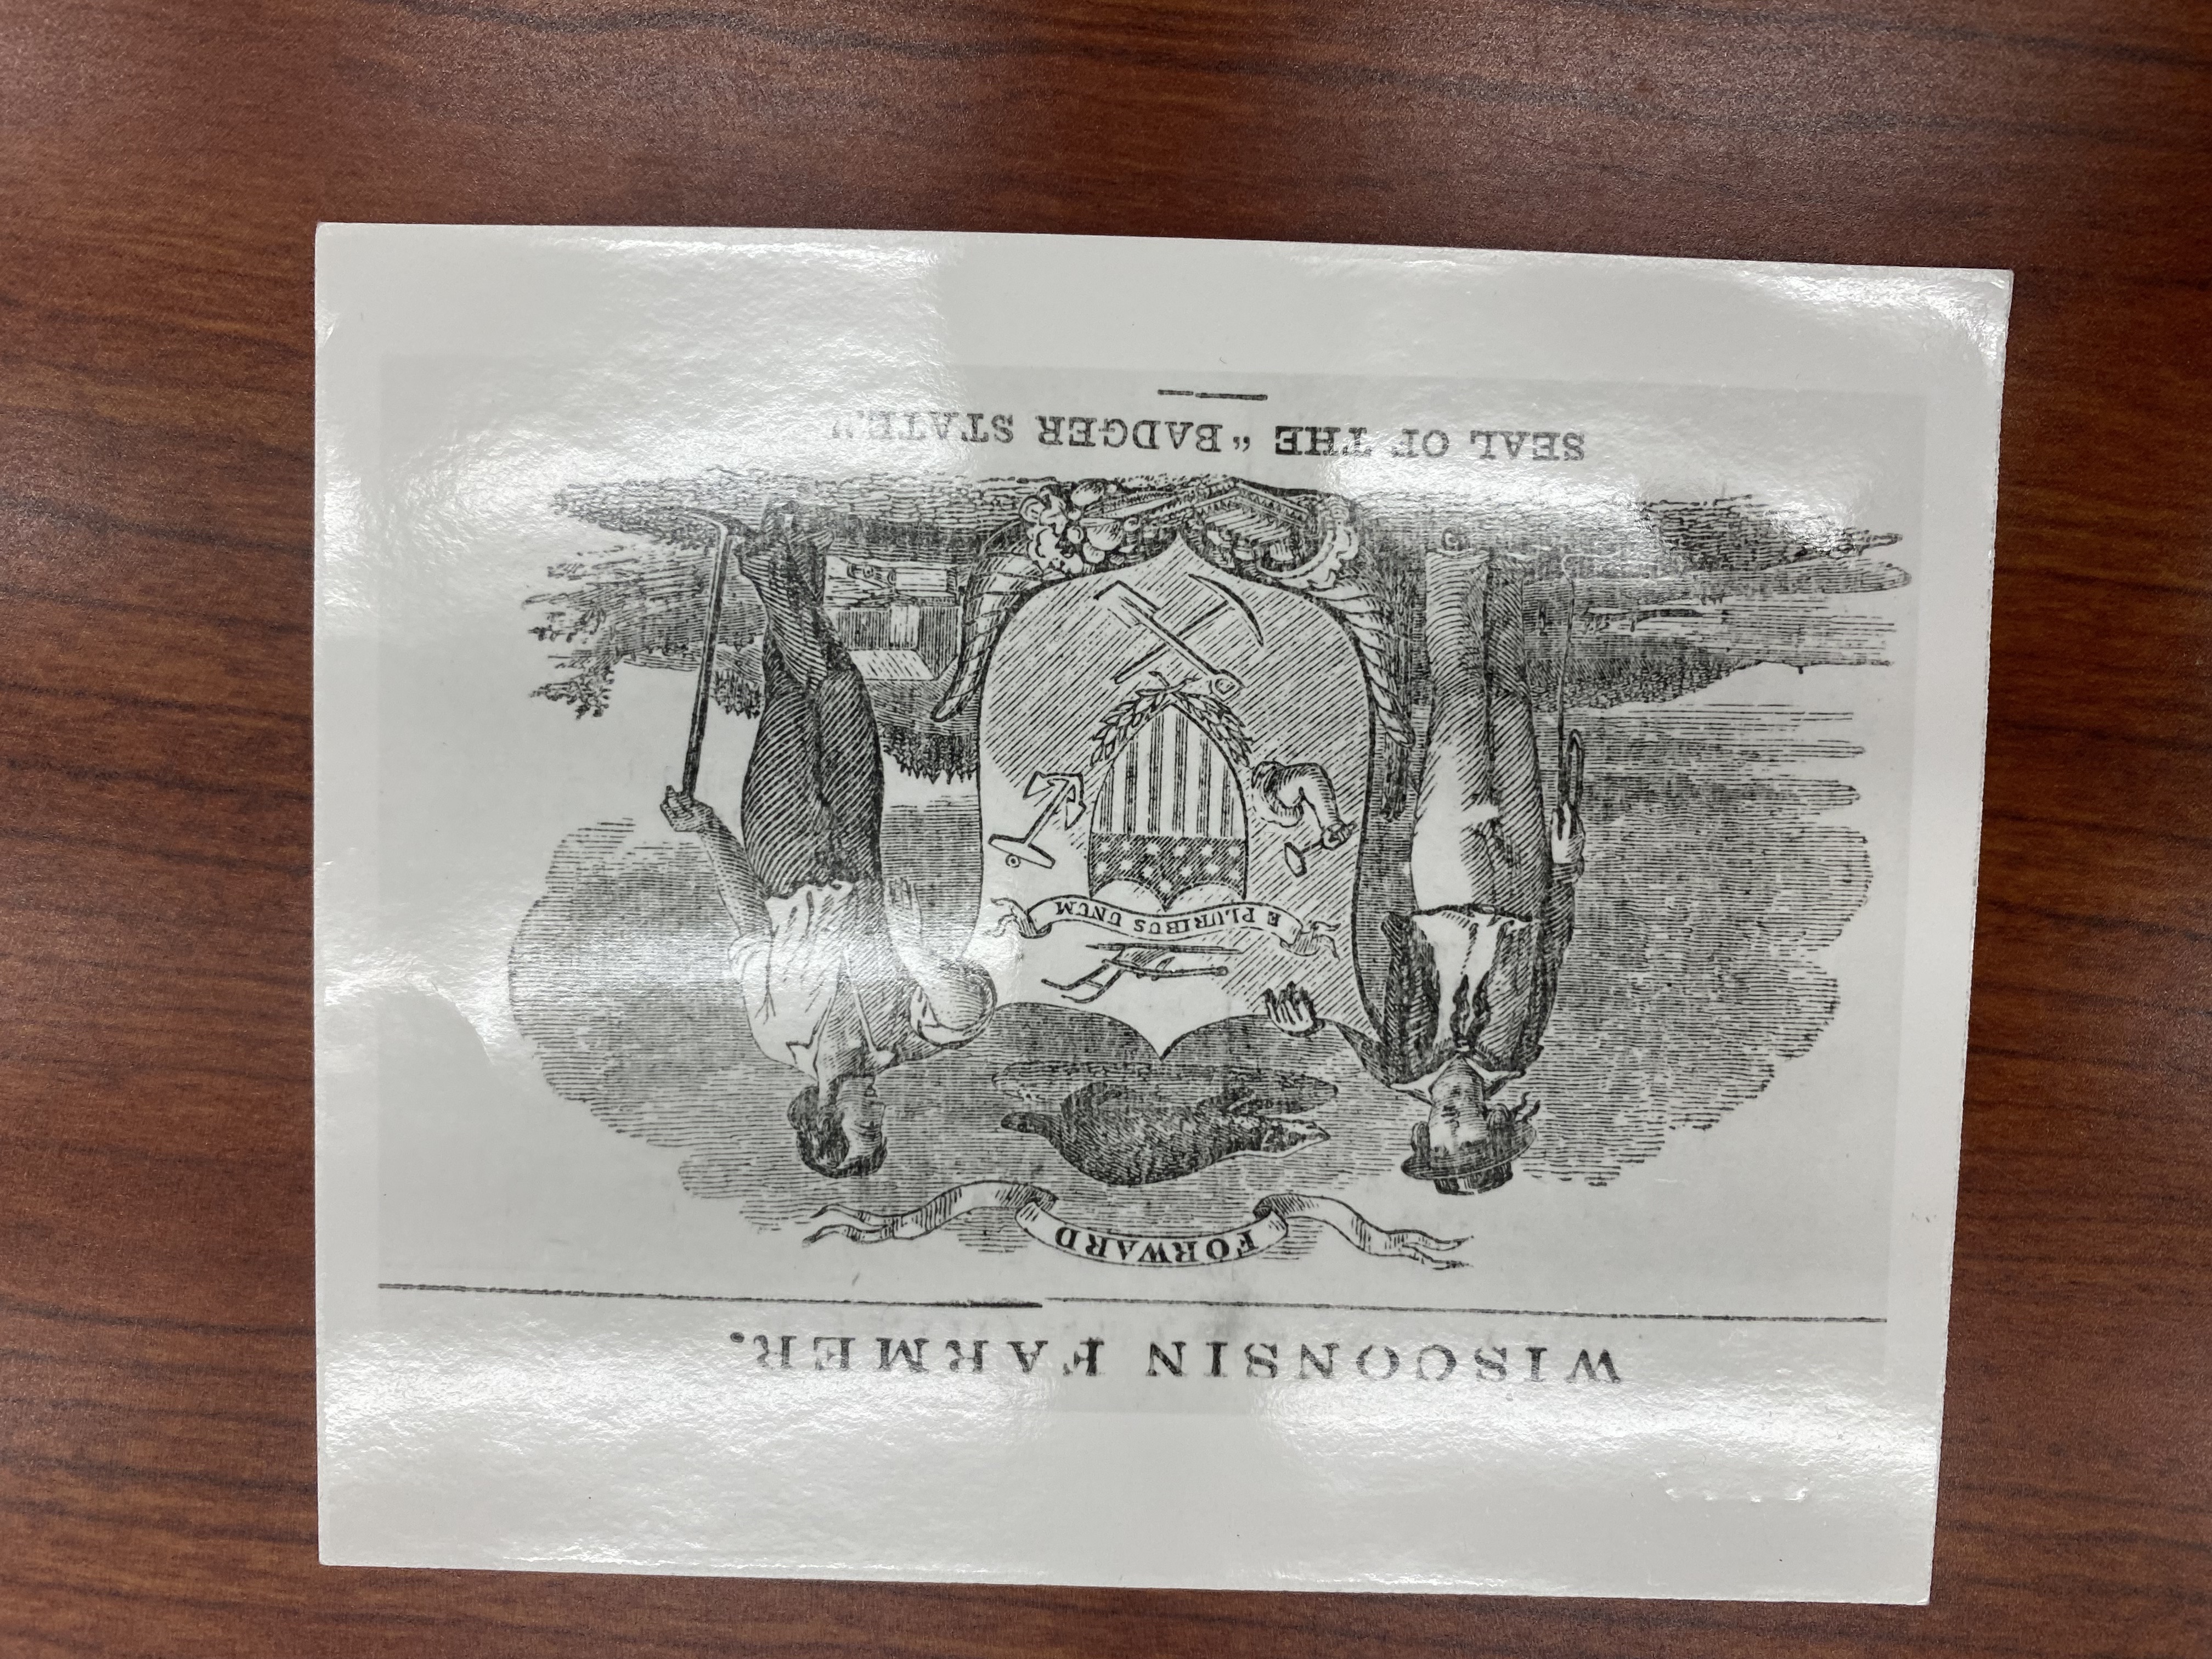 WISCONSIN FARMER.
FORWARD
E PLURIBUS UNUM
SEAL OF THE "BADGER STATE"